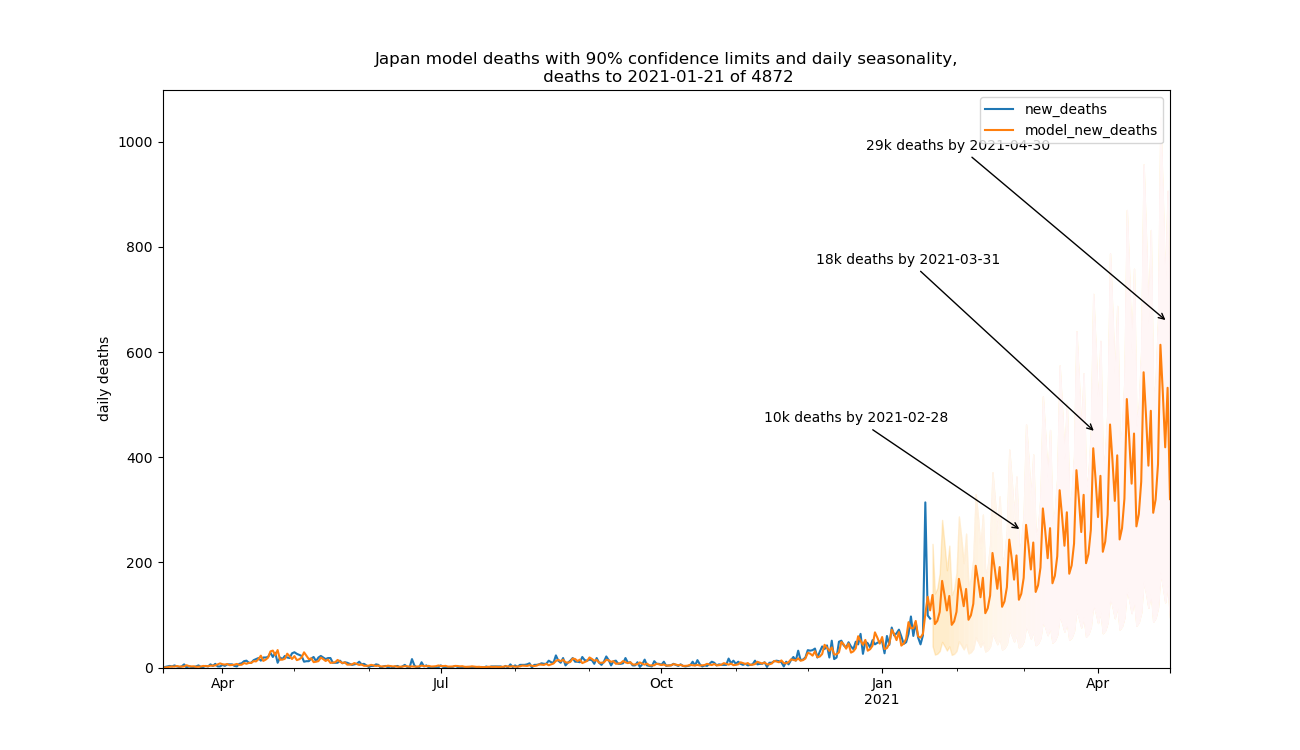 Japan model deaths with 90% confidence limits and daily seasonality,
deaths to 2021-01-21 of 4872
new_deaths
model_new_deaths
29k deaths by 2021-04-30
18k deaths by 2021-03-31
10k deaths by 2021-02-28
daily deaths
1000
800
600
400
200
0
Apr
Jul
Oct
Jan
2021
Apr